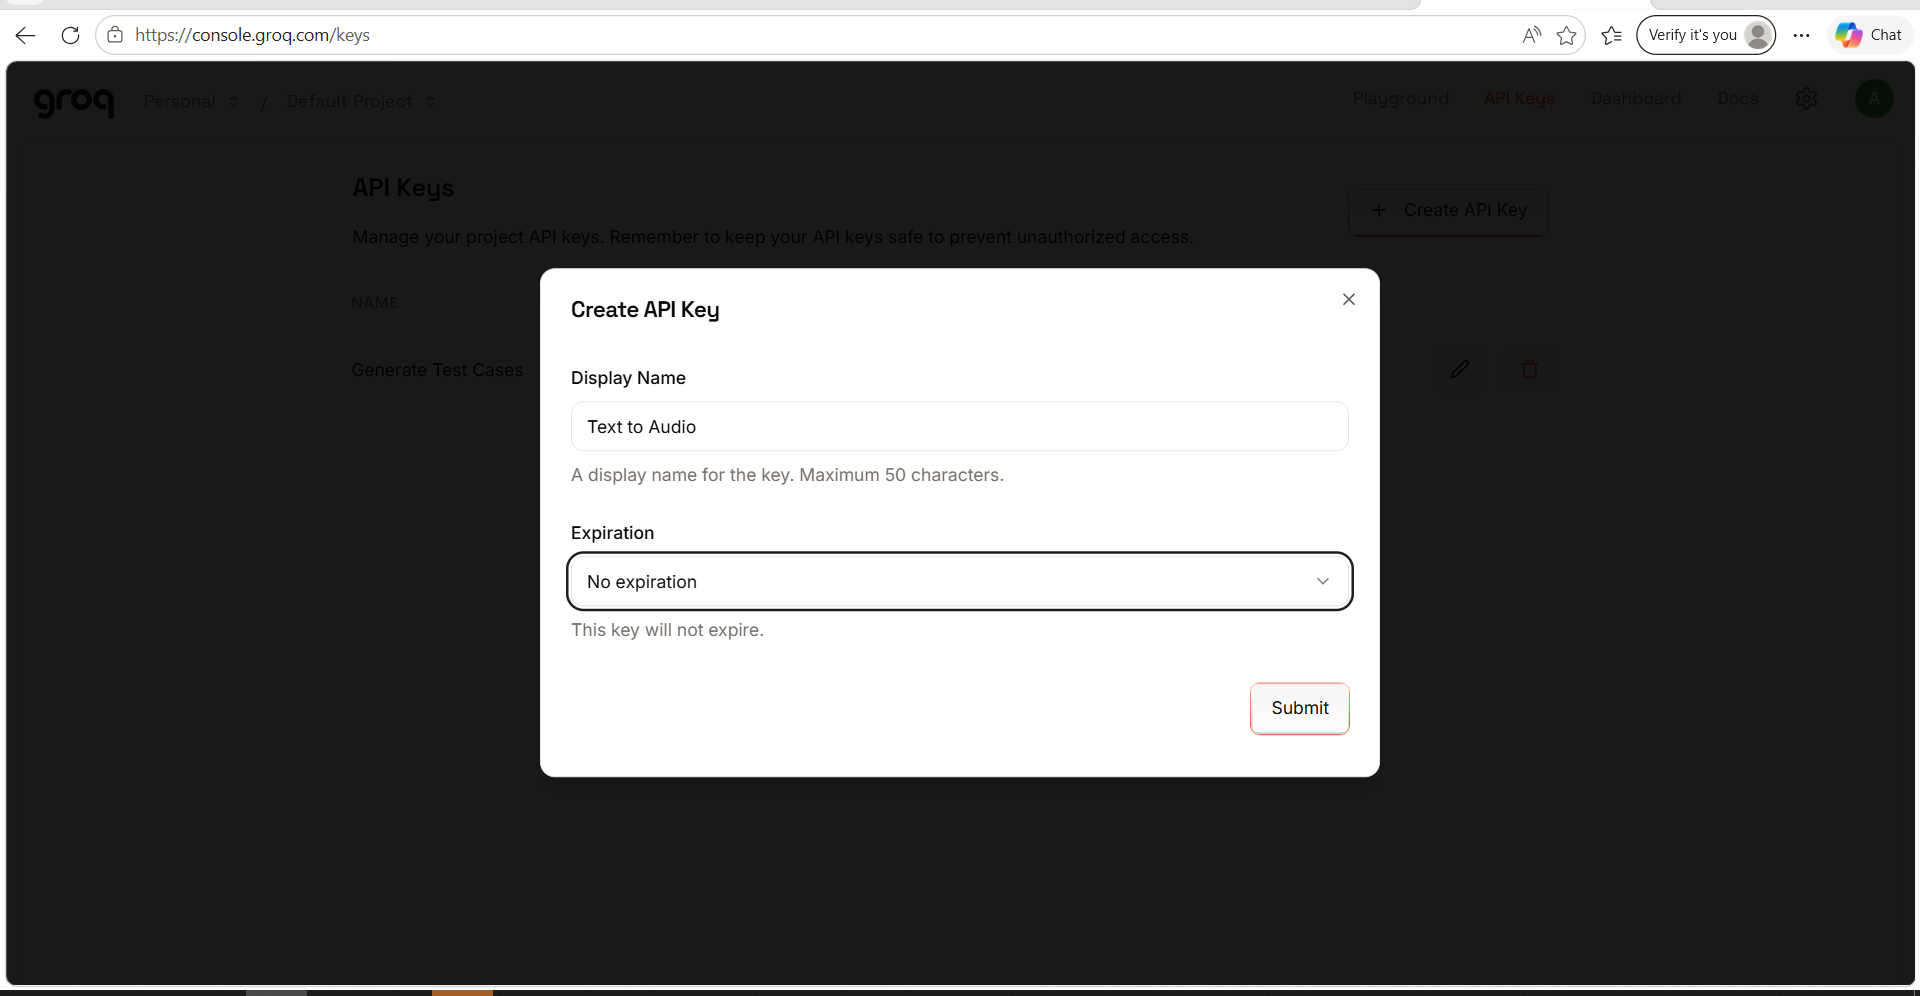 https://console.groq.com/keys
Verify it's you
Chat
groq Personal / Default Project
Playground API Keys Dashboard Docs A
API Keys
Create API Key
Manage your project API keys. Remember to keep your API keys safe to prevent unauthorized access.
NAME
Generate Test Cases
Create API Key
Display Name
Text to Audio
A display name for the key. Maximum 50 characters.
Expiration
No expiration
This key will not expire.
Submit